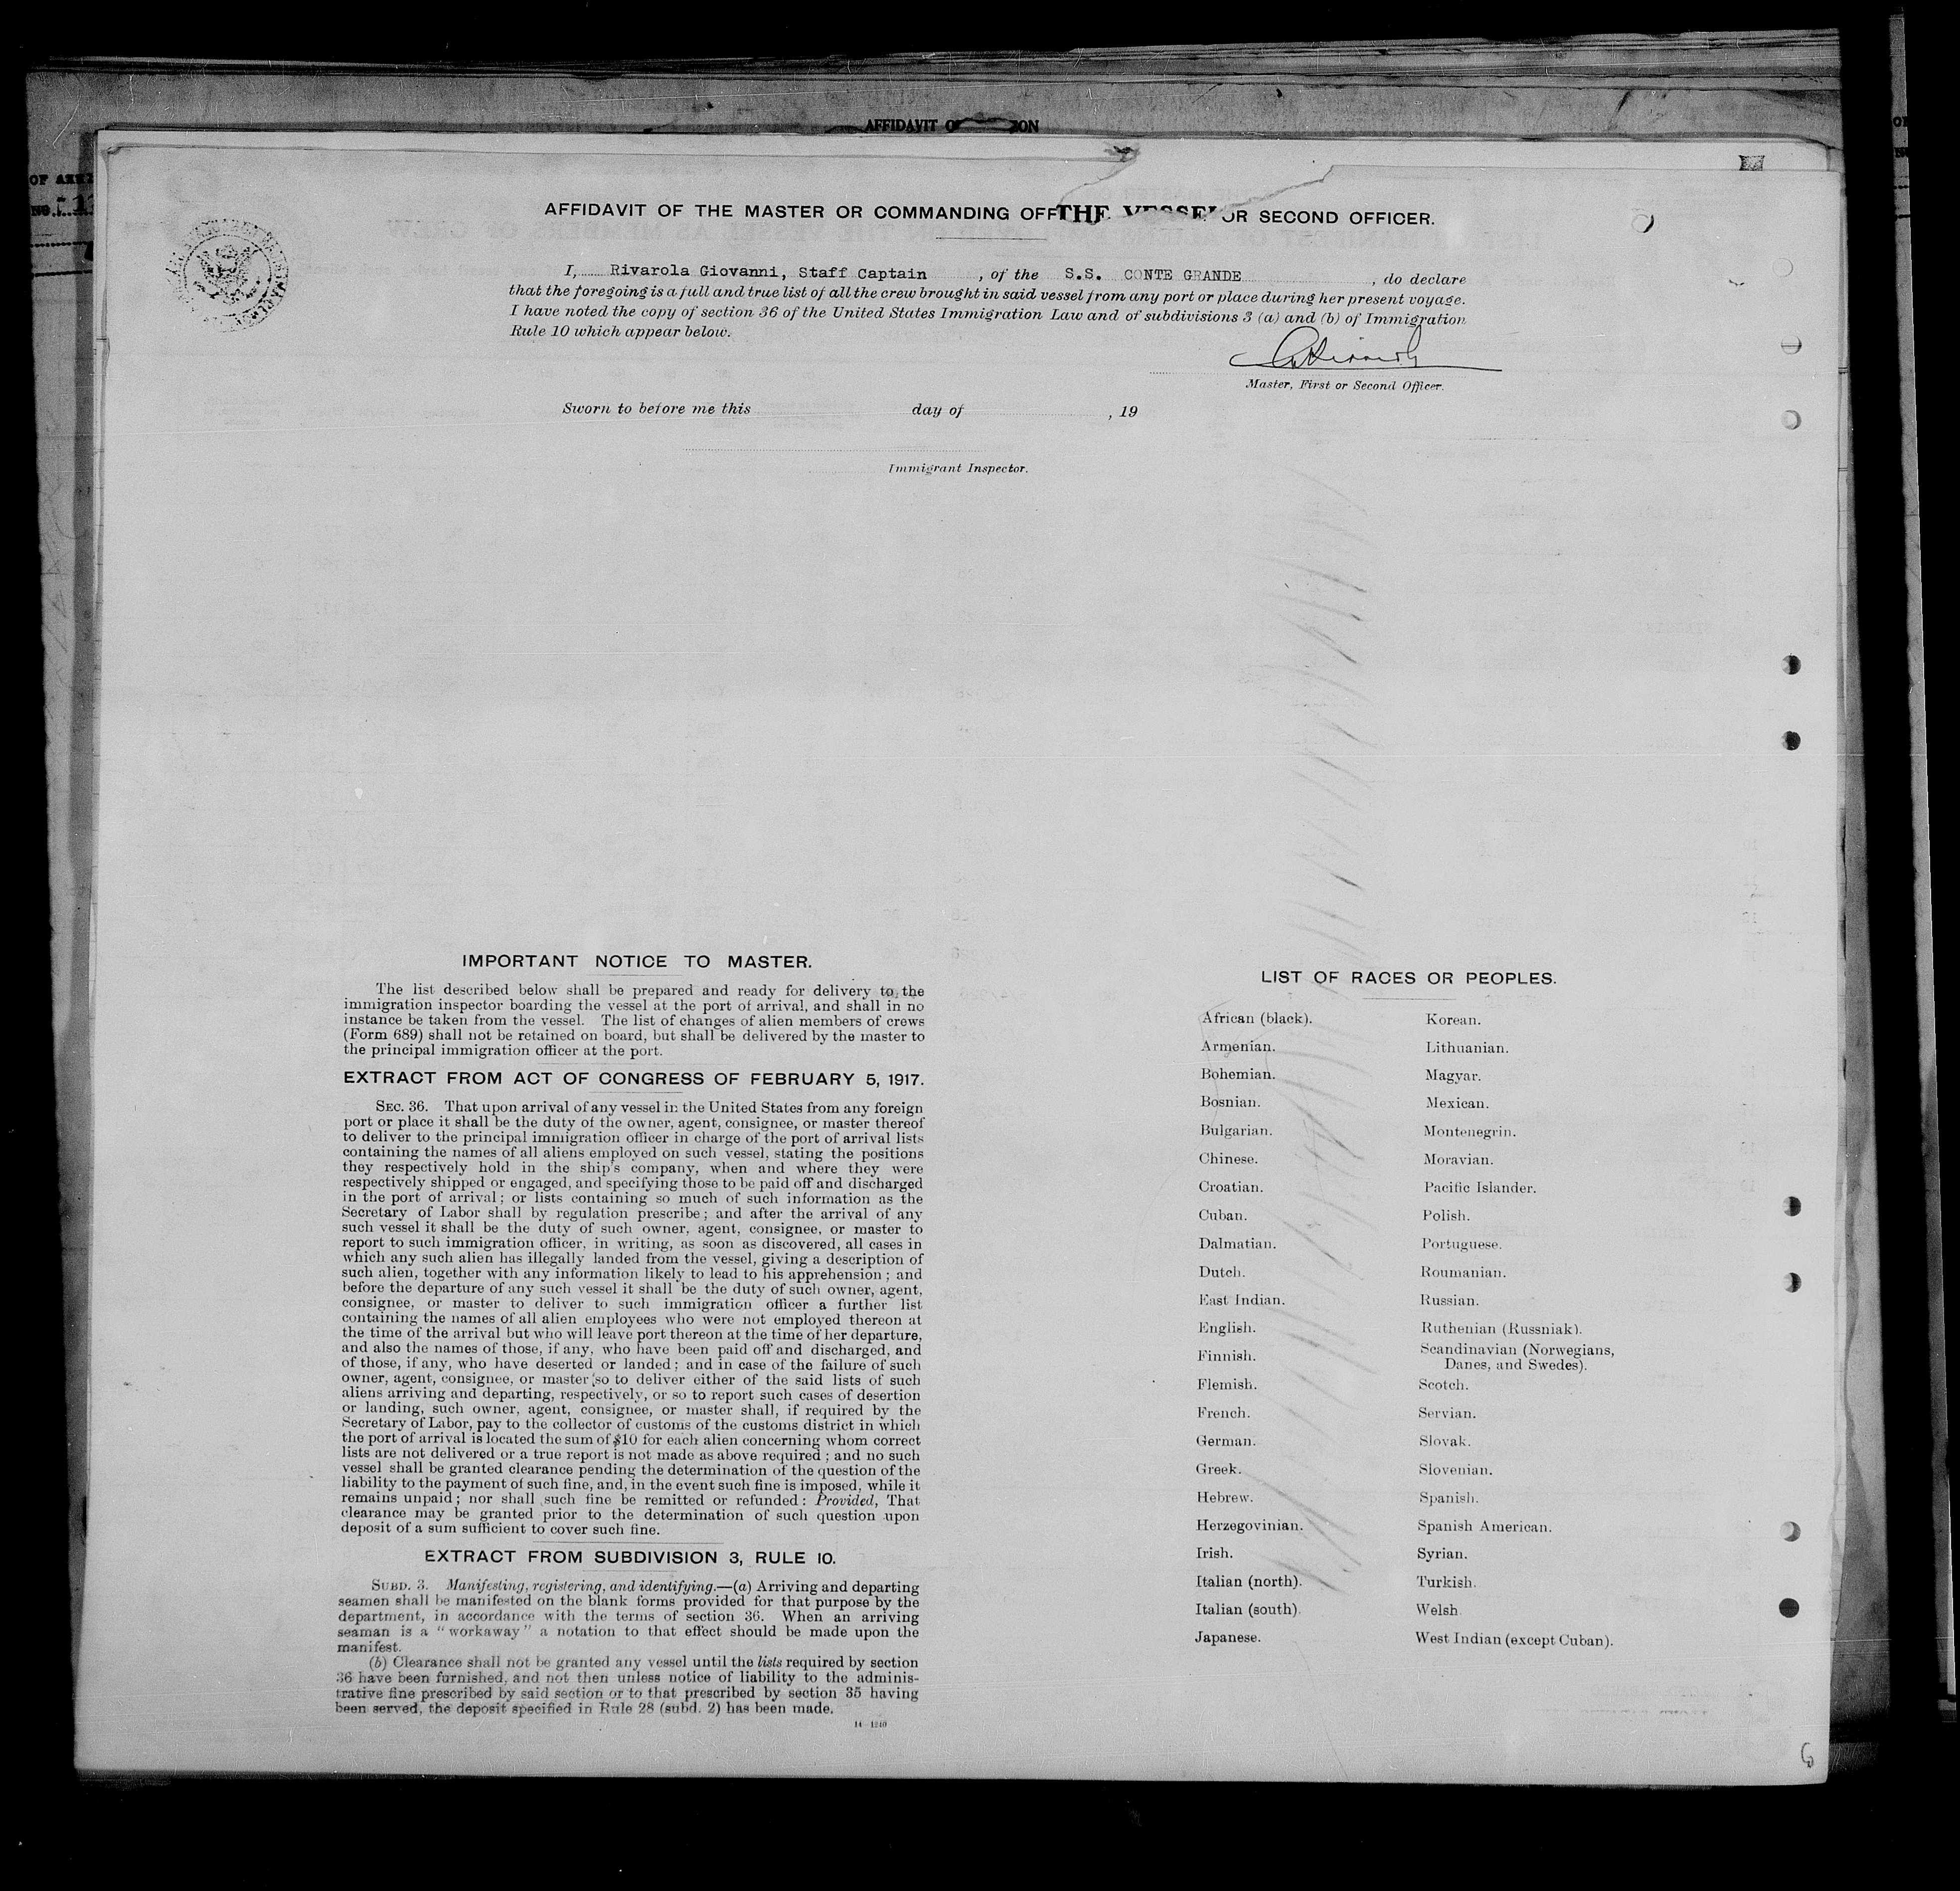 AFFIDAVIT O ON
OF
NO.
AFFIDAVIT OF THE MASTER OR COMMANDING OFF THE VESSEL OR SECOND OFFICER.
I, Rivarola Giovanni, Staff Captain , of the S.S. CONTE GRANDE , do declare
that the foregoing is a full and true list of all the crew brought in said vessel from any port or place during her present voyage.
I have noted the copy of section 36 of the United States Immigration Law and of subdivisions 3 (a) and (b) of Immigration
Rule 10 which appear below.
Master, First or Second Officer.
Sworn to before me this day of , 19
Immigrant Inspector.
IMPORTANT NOTICE TO MASTER.
The list described below shall be prepared and ready for delivery to the
immigration inspector boarding the vessel at the port of arrival, and shall in no
instance be taken from the vessel. The list of changes of alien members of crews
(Form 689) shall not be retained on board, but shall be delivered by the master to
the principal immigration officer at the port.
EXTRACT FROM ACT OF CONGRESS OF FEBRUARY 5, 1917.
SEC. 36. That upon arrival of any vessel in the United States from any foreign
port or place it shall be the duty of the owner, agent, consignee, or master thereof
to deliver to the principal immigration officer in charge of the port of arrival lists
containing the names of all aliens employed on such vessel, stating the positions
they respectively hold in the ship's company, when and where they were
respectively shipped or engaged, and specifying those to be paid off and discharged
in the port of arrival; or lists containing so much of such information as the
Secretary of Labor shall by regulation prescribe; and after the arrival of any
such vessel it shall be the duty of such owner, agent, consignee, or master to
report to such immigration officer, in writing, as soon as discovered, all cases in
which any such alien has illegally landed from the vessel, giving a description of
such alien, together with any information likely to lead to his apprehension; and
before the departure of any such vessel it shall be the duty of such owner, agent,
consignee, or master to deliver to such immigration officer a further list
containing the names of all alien employees who were not employed thereon at
the time of the arrival but who will leave port thereon at the time of her departure,
and also the names of those, if any, who have been paid off and discharged, and
of those, if any, who have deserted or landed; and in case of the failure of such
owner, agent, consignee, or master so to deliver either of the said lists of such
aliens arriving and departing, respectively, or so to report such cases of desertion
or landing, such owner, agent, consignee, or master shall, if required by the
Secretary of Labor, pay to the collector of customs of the customs district in which
the port of arrival is located the sum of $10 for each alien concerning whom correct
lists are not delivered or a true report is not made as above required; and no such
vessel shall be granted clearance pending the determination of the question of the
liability to the payment of such fine, and, in the event such fine is imposed, while it
remains unpaid; nor shall such fine be remitted or refunded: Provided, That
clearance may be granted prior to the determination of such question upon
deposit of a sum sufficient to cover such fine.
EXTRACT FROM SUBDIVISION 3, RULE 10.
SUBD. 3. Manifesting, registering, and identifying.—(a) Arriving and departing
seamen shall be manifested on the blank forms provided for that purpose by the
department, in accordance with the terms of section 36. When an arriving
seaman is a "workaway" a notation to that effect should be made upon the
manifest.
(b) Clearance shall not be granted any vessel until the lists required by section
36 have been furnished, and not then unless notice of liability to the adminis-
trative fine prescribed by said section or to that prescribed by section 35 having
been served, the deposit specified in Rule 28 (subd. 2) has been made.
14—1240
LIST OF RACES OR PEOPLES.
African (black).
Armenian.
Bohemian.
Bosnian.
Bulgarian.
Chinese.
Croatian.
Cuban.
Dalmatian.
Dutch.
East Indian.
English.
Finnish.
Flemish.
French.
German.
Greek.
Hebrew.
Herzegovinian.
Irish.
Italian (north).
Italian (south).
Japanese.
Korean.
Lithuanian.
Magyar.
Mexican.
Montenegrin.
Moravian.
Pacific Islander.
Polish.
Portuguese.
Roumanian.
Russian.
Ruthenian (Russniak).
Scandinavian (Norwegians,
Danes, and Swedes).
Scotch.
Servian.
Slovak.
Slovenian.
Spanish.
Spanish American.
Syrian.
Turkish.
Welsh
West Indian (except Cuban).
6